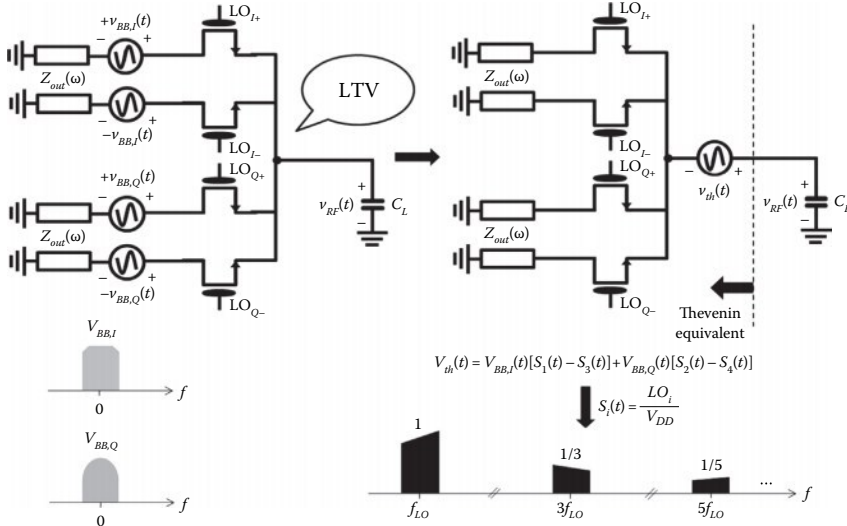 +v_BB,I(t)
LO_I+
− +
Z_out(ω)
− +
−v_BB,I(t)
LO_I−
LTV
+v_BB,Q(t)
LO_Q+
− +
Z_out(ω)
− +
−v_BB,Q(t)
LO_Q−
+
v_RF(t) C_L
−
LO_I+
Z_out(ω)
LO_I−
LO_Q+
Z_out(ω)
LO_Q−
− +
v_th(t)
+
v_RF(t)
−
Thevenin
equivalent
V_BB,I
f
0
V_BB,Q
f
0
V_th(t) = V_BB,I(t)[S_1(t) − S_3(t)]+V_BB,Q(t)[S_2(t) − S_4(t)]
S_i(t) = LO_i / V_DD
1
1/3
1/5
...
f_LO
3f_LO
5f_LO
f